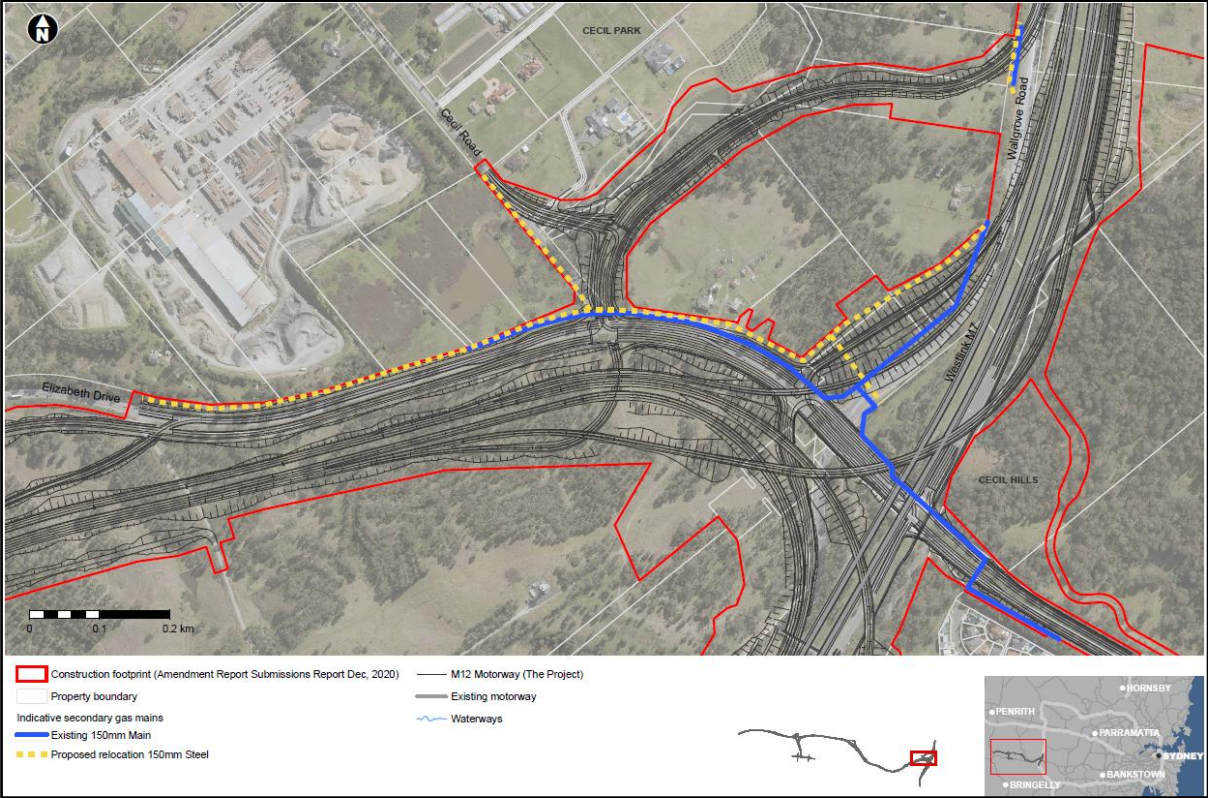 N
CECIL PARK
Cecil Road
Wallgrove Road
Elizabeth Drive
Westlink M7
CECIL HILLS
0 0.1 0.2 km
Construction footprint (Amendment Report Submissions Report Dec, 2020)
Property boundary
Indicative secondary gas mains
Existing 150mm Main
Proposed relocation 150mm Steel
M12 Motorway (The Project)
Existing motorway
Waterways
HORNSBY
PENRITH
PARRAMATTA
SYDNEY
BANKSTOWN
BRINGELLY